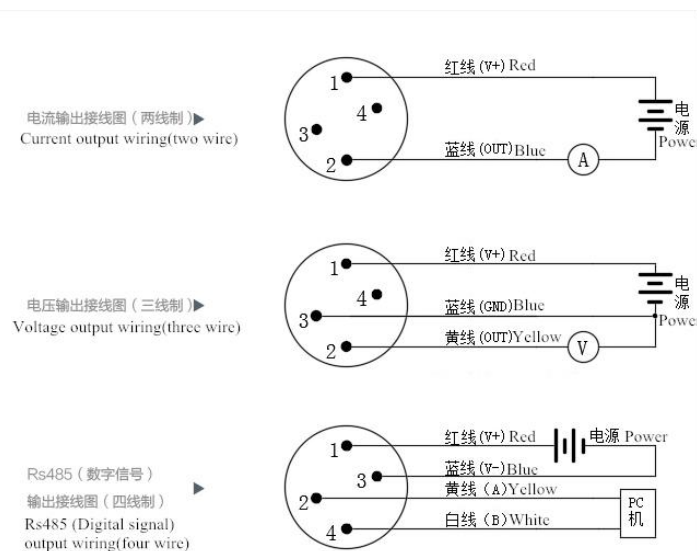 红线(V+) Red
1
4
电流输出接线图（两线制）▶
Current output wiring(two wire)
3
电
源
Power
2
蓝线(OUT)Blue
A
红线(V+) Red
1
4
电压输出接线图（三线制）▶
Voltage output wiring(three wire)
3
蓝线(GND)Blue
电
源
Power
2
黄线(OUT)Yellow
V
红线(V+) Red
电源 Power
1
蓝线(V-)Blue
3
Rs485（数字信号）
输出接线图（四线制）
▶
2
黄线（A)Yellow
PC
机
Rs485 (Digital signal)
output wiring(four wire)
4
白线（B)White